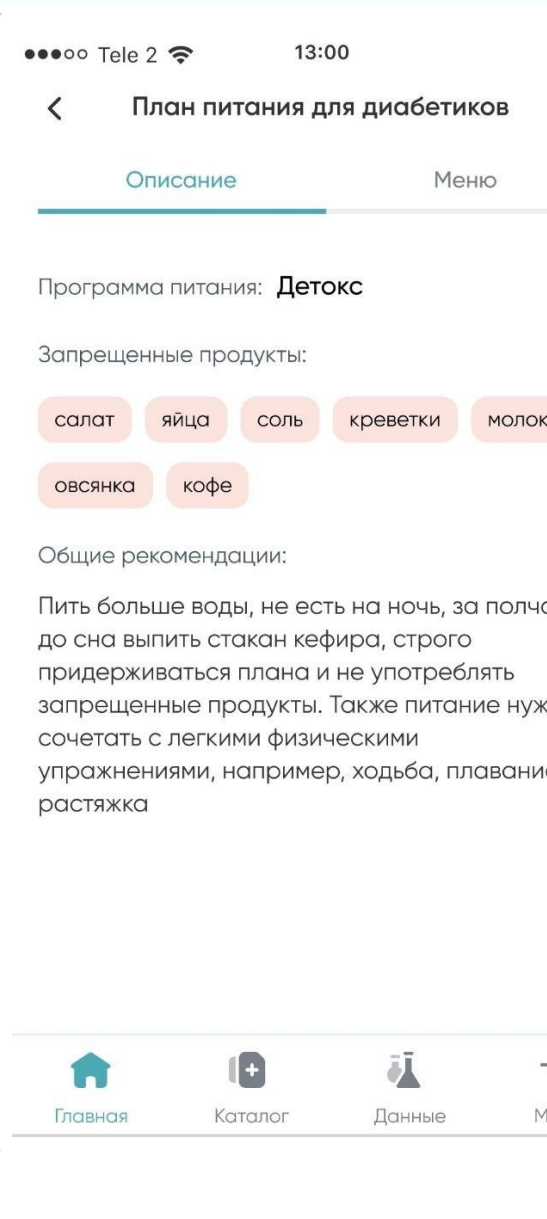 Tele 2 13:00
План питания для диабетиков
Описание Меню
Программа питания: Детокс
Запрещенные продукты:
салат яйца соль креветки
овсянка кофе
Общие рекомендации:
Пить больше воды, не есть на ночь, за
до сна выпить стакан кефира, строго
придерживаться плана и не употреблять
запрещенные продукты. Также питание
сочетать с легкими физическими
упражнениями, например, ходьба,
растяжка
Главная Каталог Данные